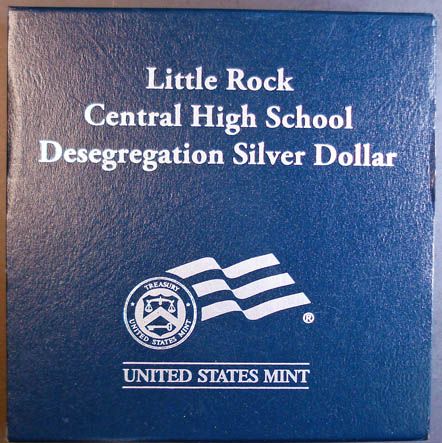 Little Rock
Central High School
Desegregation Silver Dollar
TREASURY
UNITED STATES MINT
®
UNITED STATES MINT